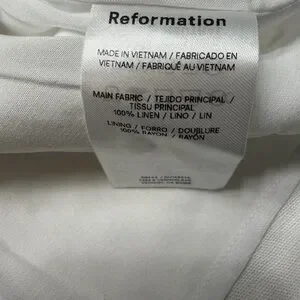 Reformation
MADE IN VIETNAM / FABRICADO EN
VIETNAM / FABRIQUÉ AU VIETNAM
MAIN FABRIC / TEJIDO PRINCIPAL /
TISSU PRINCIPAL
100% LINEN / LINO / LIN
LINING / FORRO / DOUBLURE
100% RAYON / RAYÓN